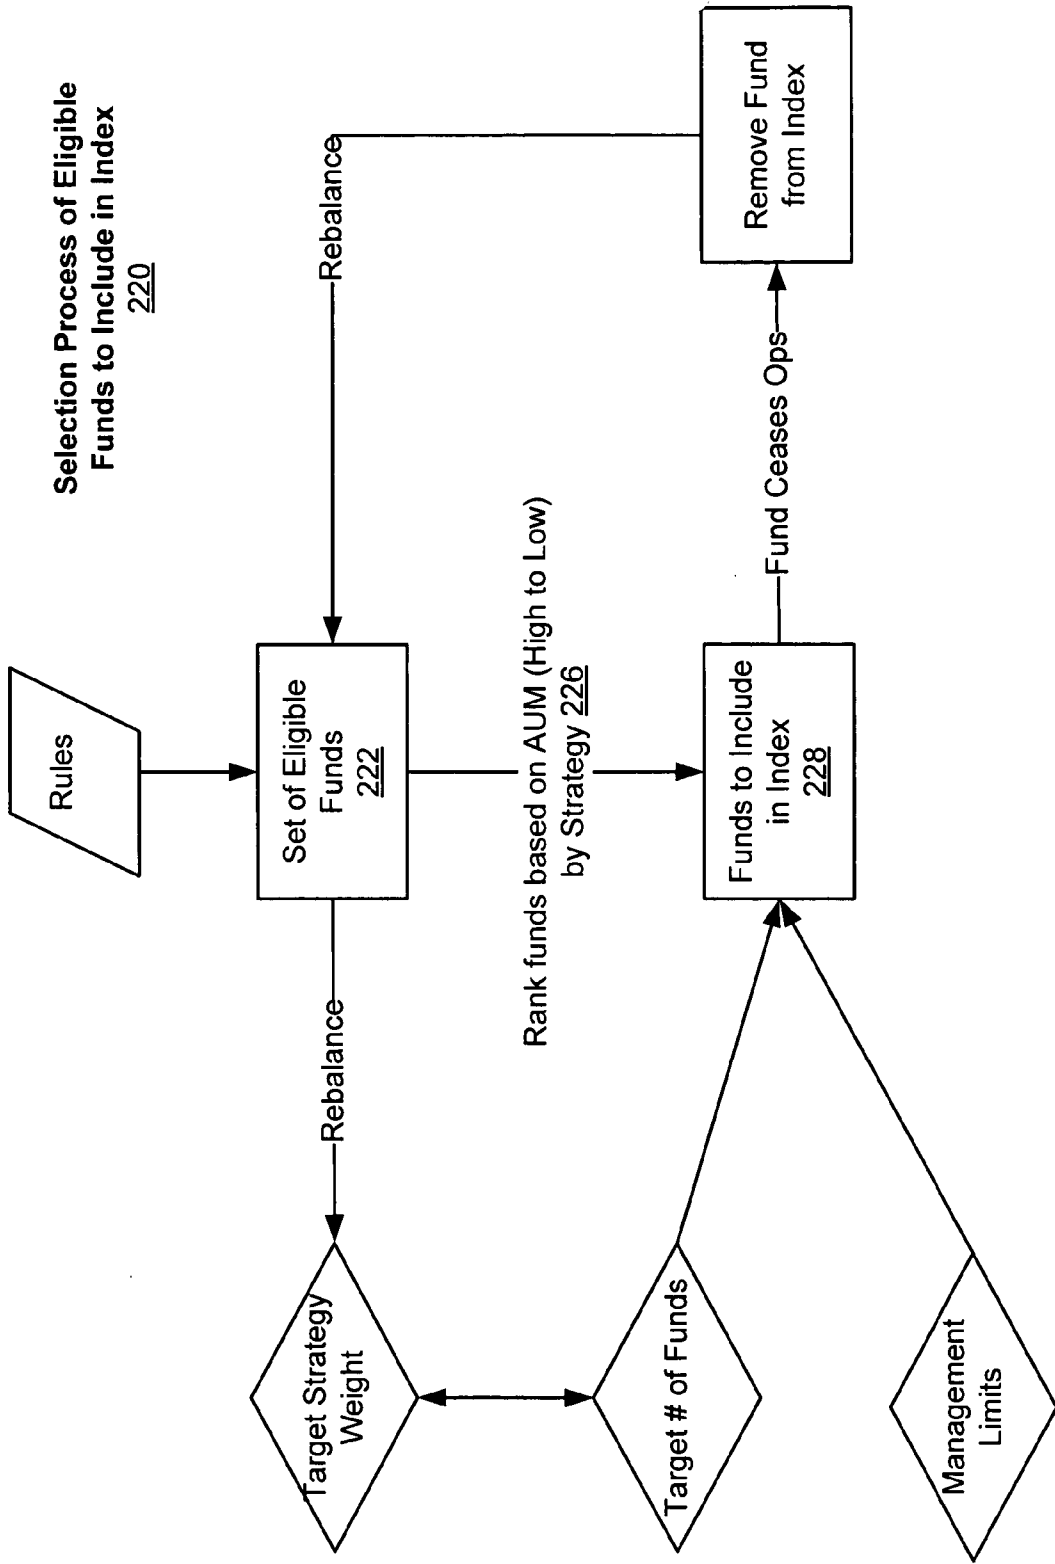 Selection Process of Eligible
Funds to Include in Index
220
Rules
Set of Eligible
Funds
222
Rebalance
Rebalance
Target Strategy
Weight
Rank funds based on AUM (High to Low)
by Strategy 226
Target # of Funds
Funds to Include
in Index
228
Fund Ceases Ops
Remove Fund
from Index
Management
Limits